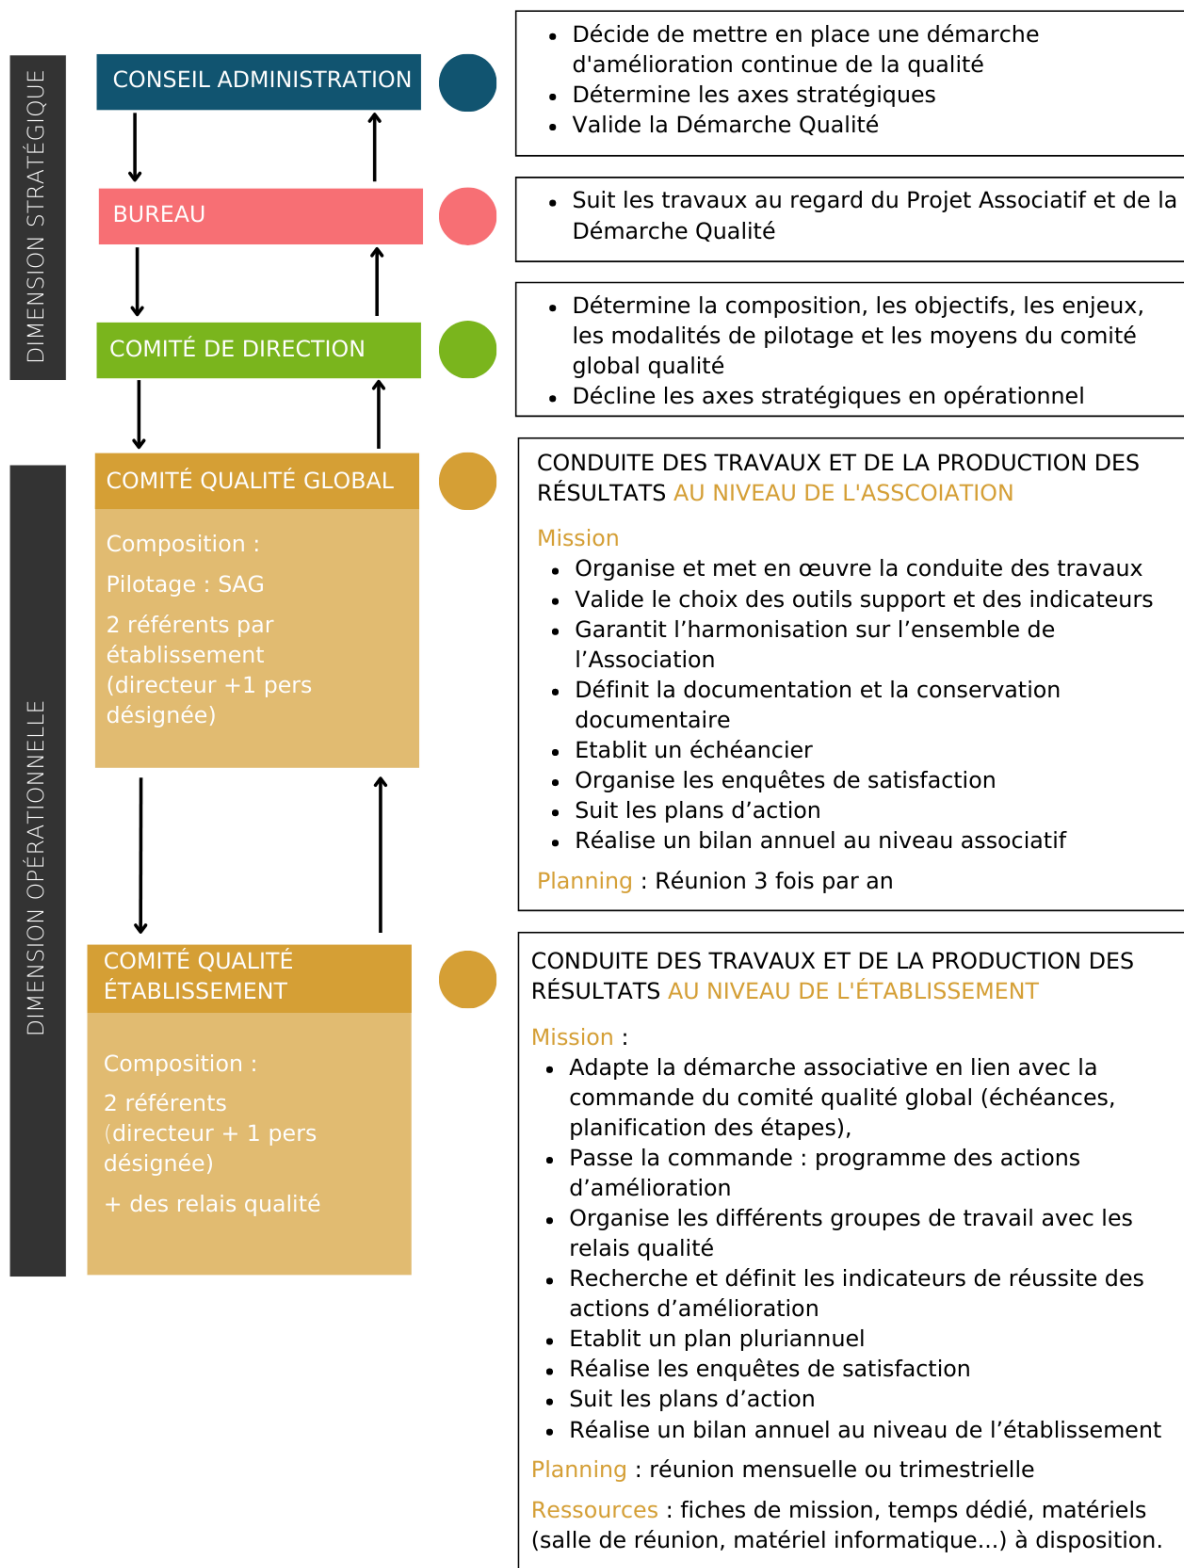 DIMENSION STRATÉGIQUE
CONSEIL ADMINISTRATION
• Décide de mettre en place une démarche
d'amélioration continue de la qualité
• Détermine les axes stratégiques
• Valide la Démarche Qualité
BUREAU
• Suit les travaux au regard du Projet Associatif et de la
Démarche Qualité
COMITÉ DE DIRECTION
• Détermine la composition, les objectifs, les enjeux,
les modalités de pilotage et les moyens du comité
global qualité
• Décline les axes stratégiques en opérationnel
DIMENSION OPÉRATIONNELLE
COMITÉ QUALITÉ GLOBAL
Composition :
Pilotage : SAG
2 référents par
établissement
(directeur +1 pers
désignée)
CONDUITE DES TRAVAUX ET DE LA PRODUCTION DES
RÉSULTATS AU NIVEAU DE L'ASSCOIATION
Mission
• Organise et met en œuvre la conduite des travaux
• Valide le choix des outils support et des indicateurs
• Garantit l’harmonisation sur l’ensemble de
l’Association
• Définit la documentation et la conservation
documentaire
• Etablit un échéancier
• Organise les enquêtes de satisfaction
• Suit les plans d’action
• Réalise un bilan annuel au niveau associatif
Planning : Réunion 3 fois par an
COMITÉ QUALITÉ
ÉTABLISSEMENT
Composition :
2 référents
(directeur + 1 pers
désignée)
+ des relais qualité
CONDUITE DES TRAVAUX ET DE LA PRODUCTION DES
RÉSULTATS AU NIVEAU DE L'ÉTABLISSEMENT
Mission :
• Adapte la démarche associative en lien avec la
commande du comité qualité global (échéances,
planification des étapes),
• Passe la commande : programme des actions
d’amélioration
• Organise les différents groupes de travail avec les
relais qualité
• Recherche et définit les indicateurs de réussite des
actions d’amélioration
• Etablit un plan pluriannuel
• Réalise les enquêtes de satisfaction
• Suit les plans d’action
• Réalise un bilan annuel au niveau de l’établissement
Planning : réunion mensuelle ou trimestrielle
Ressources : fiches de mission, temps dédié, matériels
(salle de réunion, matériel informatique...) à disposition.